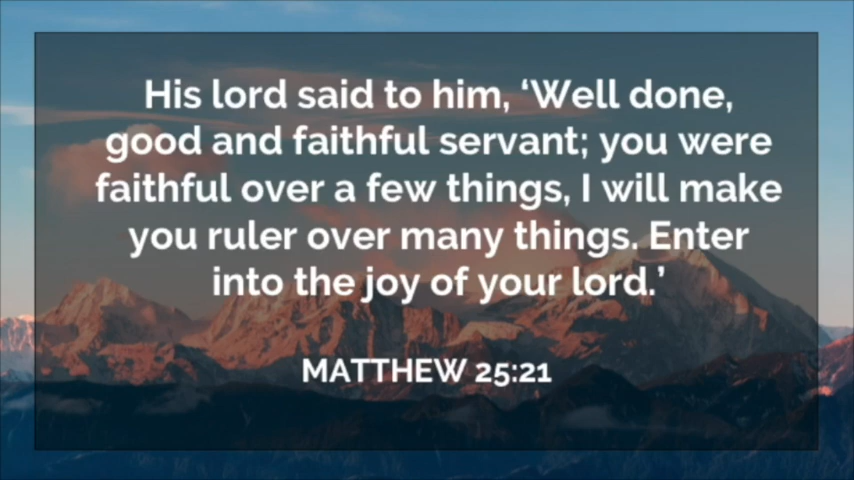 His lord said to him, ‘Well done,
good and faithful servant; you were
faithful over a few things, I will make
you ruler over many things. Enter
into the joy of your lord.’
MATTHEW 25:21